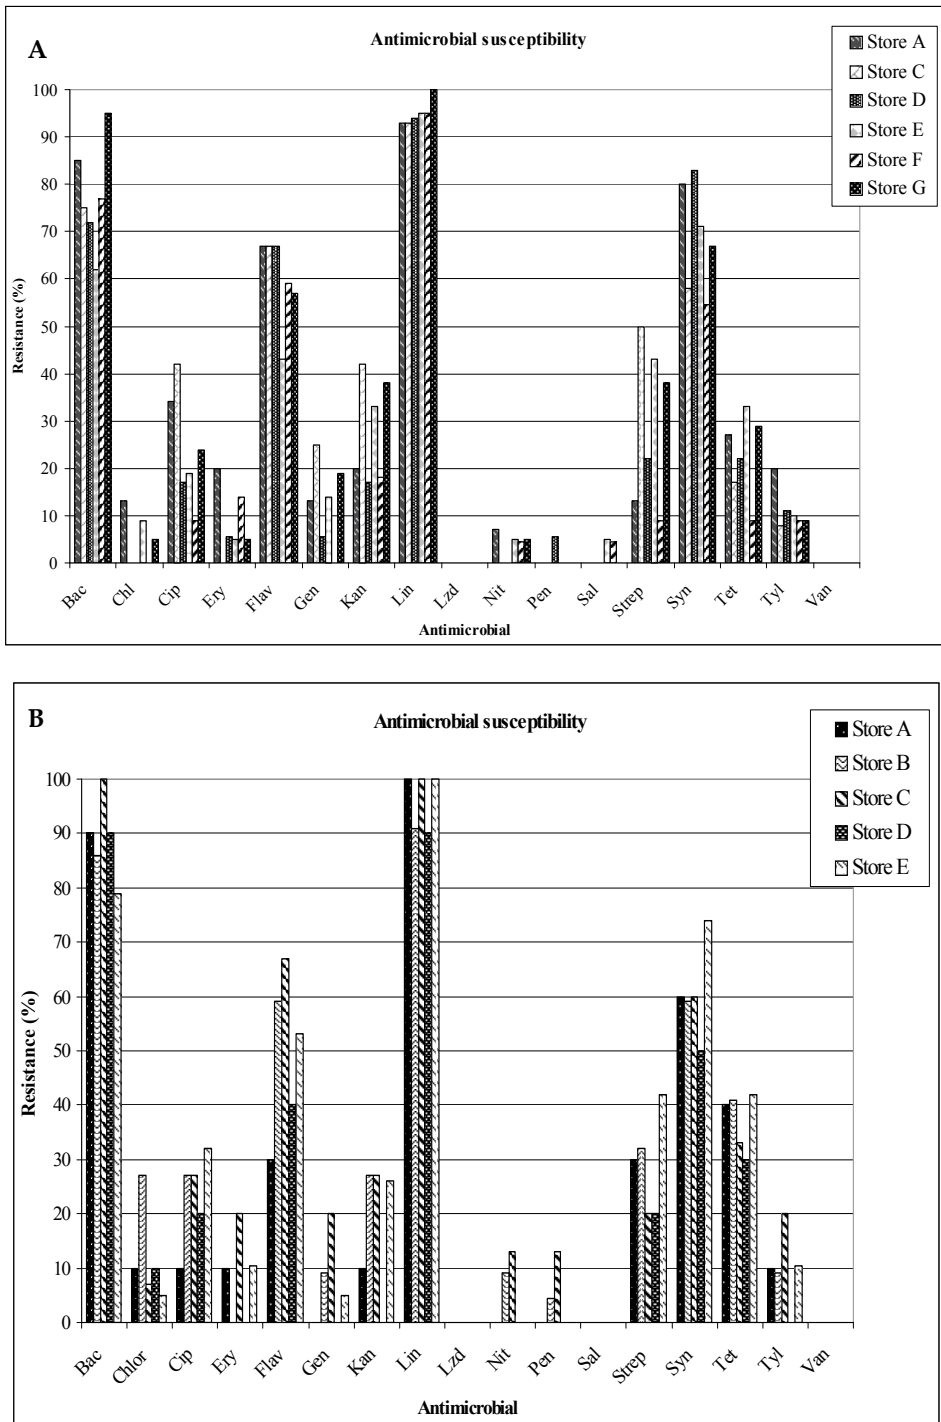 A
Antimicrobial susceptibility
Store A
Store C
Store D
Store E
Store F
Store G
Resistance (%)
100
90
80
70
60
50
40
30
20
10
0
Bac Chl Cip Ery Flav Gen Kan Lin Lzd Nit Pen Sal Strep Syn Tet Tyl Van
Antimicrobial
B
Antimicrobial susceptibility
Store A
Store B
Store C
Store D
Store E
Resistance (%)
100
90
80
70
60
50
40
30
20
10
0
Bac Chlor Cip Ery Flav Gen Kan Lin Lzd Nit Pen Sal Strep Syn Tet Tyl Van
Antimicrobial